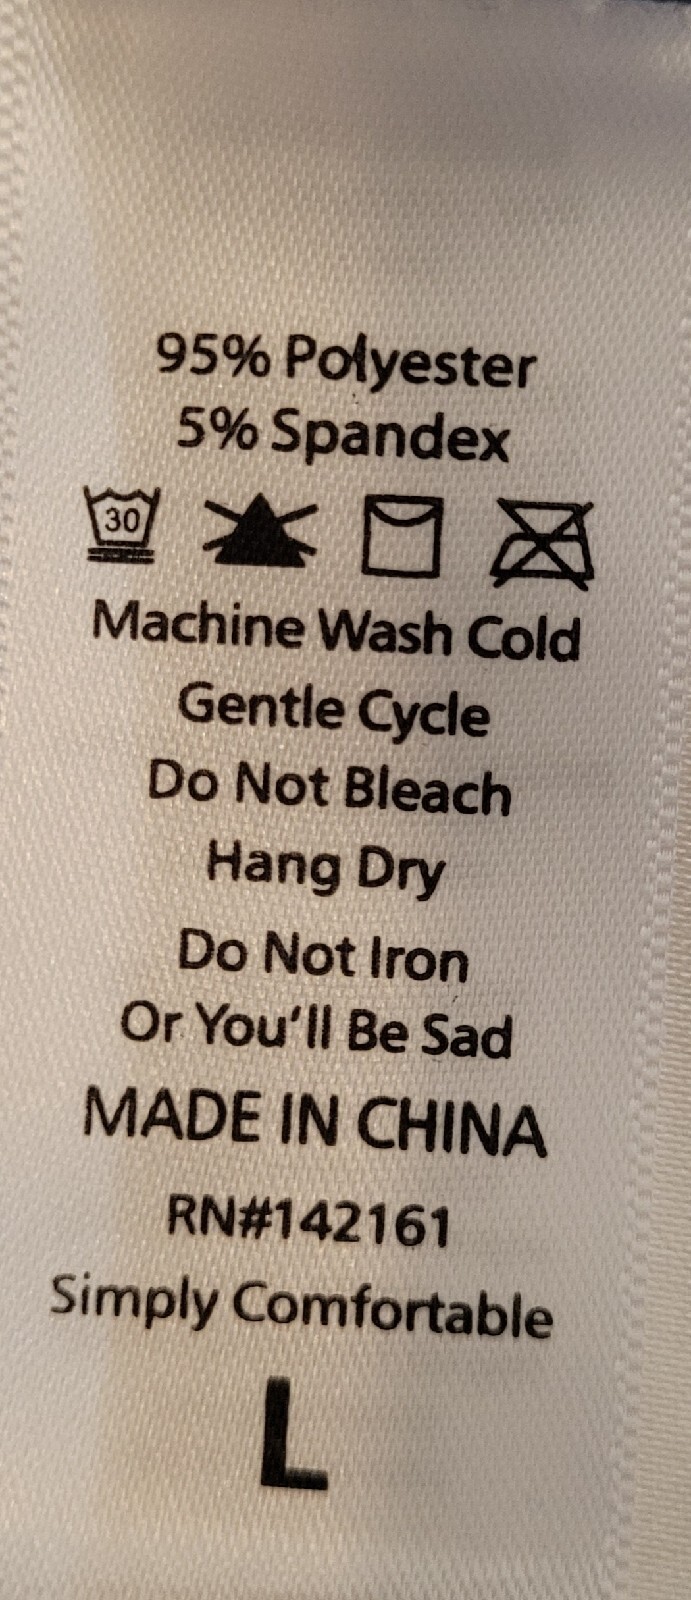 95% Polyester
5% Spandex
30
Machine Wash Cold
Gentle Cycle
Do Not Bleach
Hang Dry
Do Not Iron
Or You'll Be Sad
MADE IN CHINA
RN#142161
Simply Comfortable
L